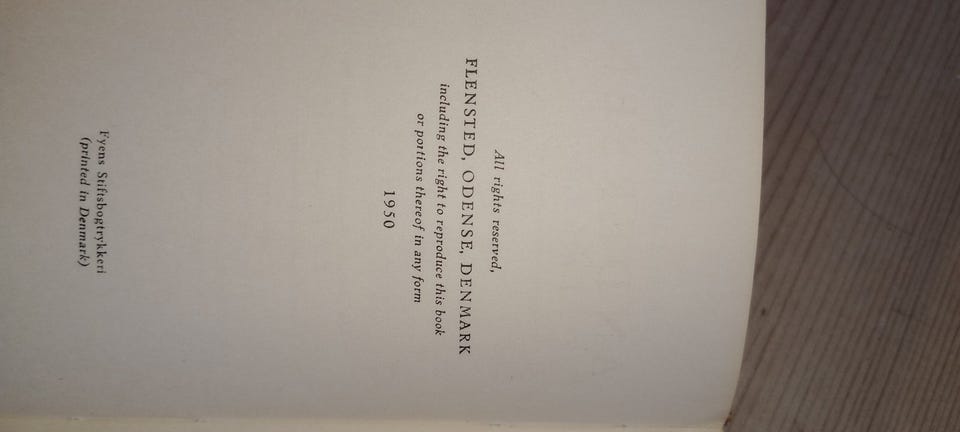 All rights reserved,
FLENSTED, ODENSE, DENMARK
including the right to reproduce this book
or portions thereof in any form
1950
Fyens Stiftsbogtrykkeri
(printed in Denmark)